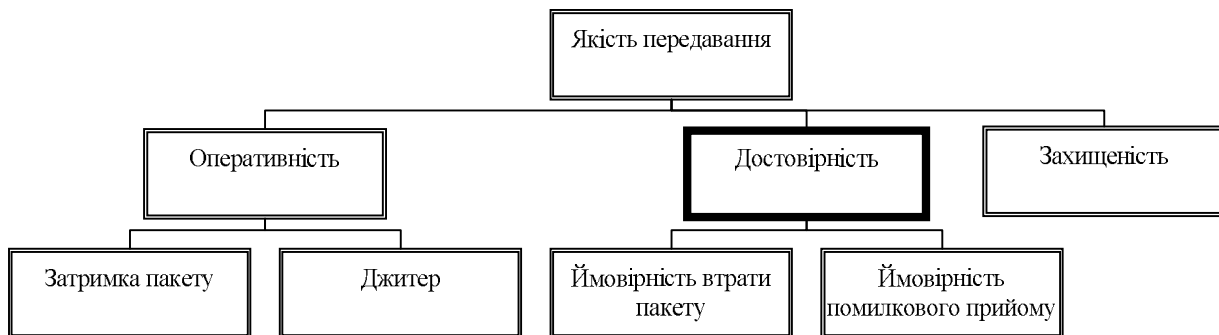 Якість передавання
Оперативність
Достовірність
Захищеність
Затримка пакету
Джитер
Ймовірність втрати
пакету
Ймовірність
помилкового прийому